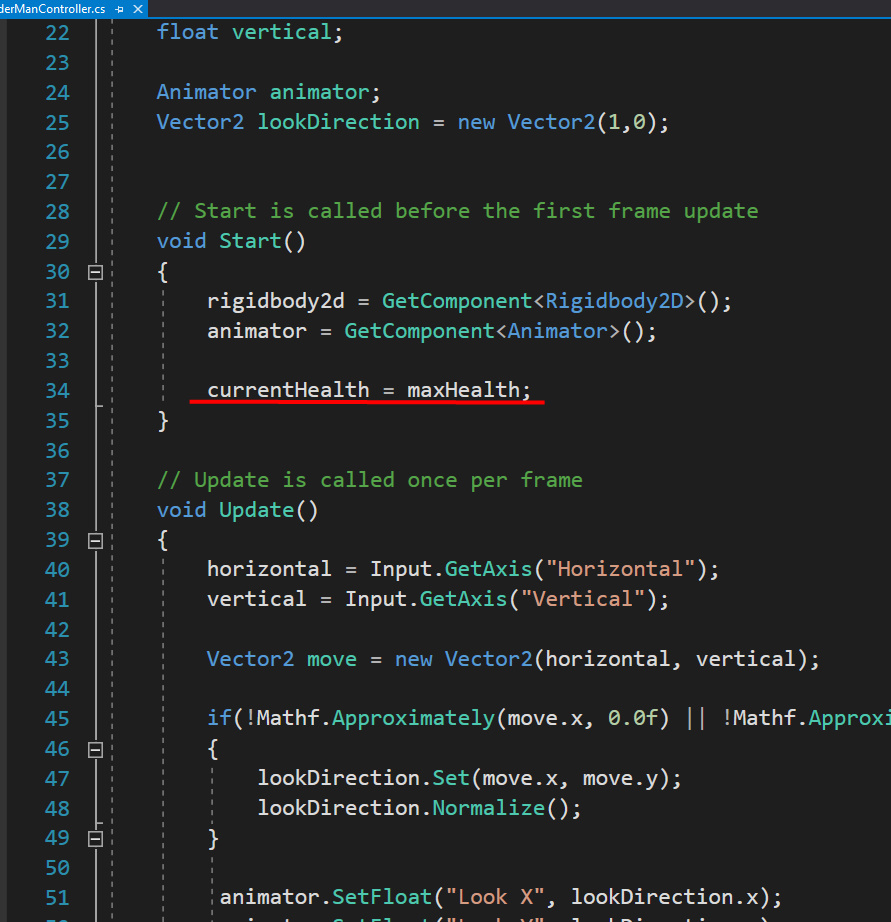 derManController.cs
22 float vertical;
23
24 Animator animator;
25 Vector2 lookDirection = new Vector2(1,0);
26
27
28 // Start is called before the first frame update
29 void Start()
30 {
31 rigidbody2d = GetComponent<Rigidbody2D>();
32 animator = GetComponent<Animator>();
33
34 currentHealth = maxHealth;
35 }
36
37 // Update is called once per frame
38 void Update()
39 {
40 horizontal = Input.GetAxis("Horizontal");
41 vertical = Input.GetAxis("Vertical");
42
43 Vector2 move = new Vector2(horizontal, vertical);
44
45 if(!Mathf.Approximately(move.x, 0.0f) || !Mathf.Approxi
46 {
47 lookDirection.Set(move.x, move.y);
48 lookDirection.Normalize();
49 }
50
51 animator.SetFloat("Look X", lookDirection.x);